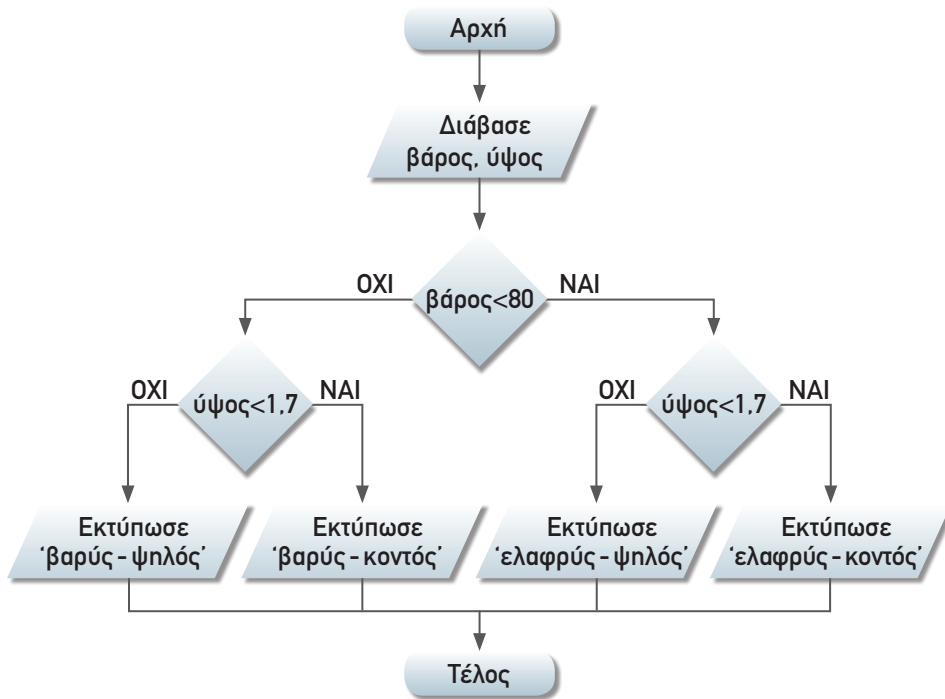 Αρχή
Διάβασε
βάρος, ύψος
ΟΧΙ
βάρος<80
ΝΑΙ
ΟΧΙ
ύψος<1,7
ΝΑΙ
ΟΧΙ
ύψος<1,7
ΝΑΙ
Εκτύπωσε
‘βαρύς - ψηλός’
Εκτύπωσε
‘βαρύς - κοντός’
Εκτύπωσε
‘ελαφρύς - ψηλός’
Εκτύπωσε
‘ελαφρύς - κοντός’
Τέλος